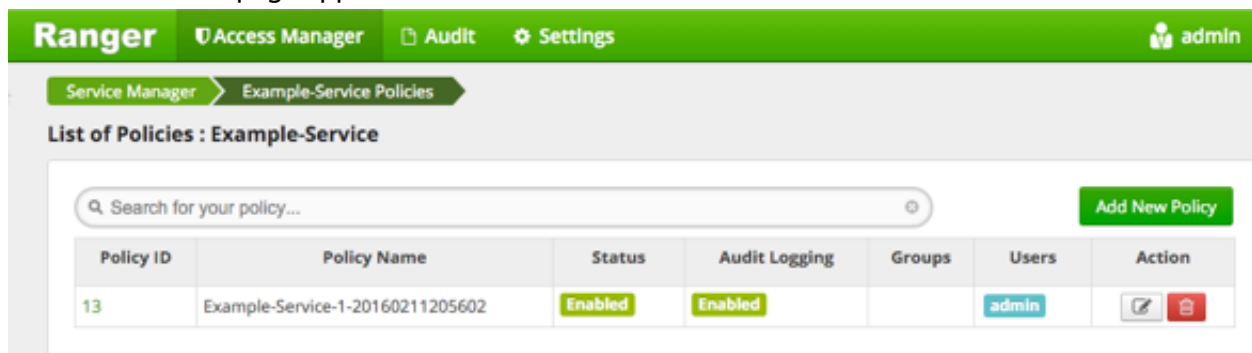 Ranger Access Manager Audit Settings admin
Service Manager Example-Service Policies
List of Policies : Example-Service
Search for your policy... Add New Policy
Policy ID Policy Name Status Audit Logging Groups Users Action
13 Example-Service-1-20160211205602 Enabled Enabled admin